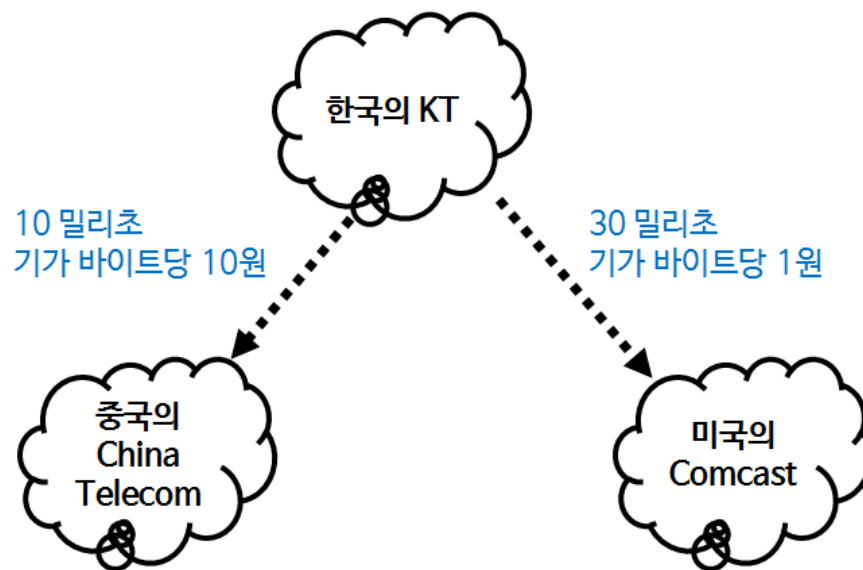 한국의 KT
10 밀리초
기가 바이트당 10원
30 밀리초
기가 바이트당 1원
중국의
China
Telecom
미국의
Comcast